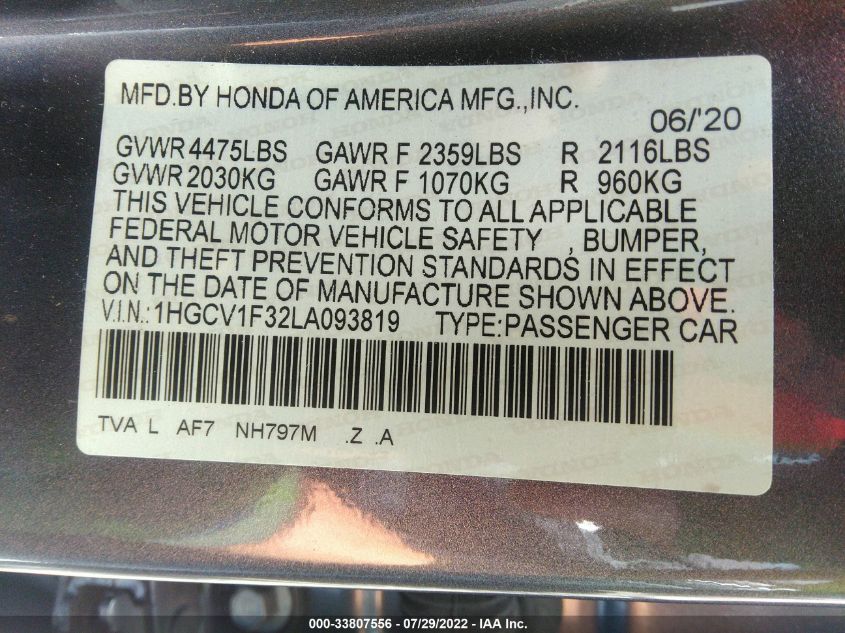 MFD.BY HONDA OF AMERICA MFG.,INC.
06/'20
GVWR 4475LBS GAWR F 2359LBS R 2116LBS
GVWR 2030KG GAWR F 1070KG R 960KG
THIS VEHICLE CONFORMS TO ALL APPLICABLE
FEDERAL MOTOR VEHICLE SAFETY , BUMPER,
AND THEFT PREVENTION STANDARDS IN EFFECT
ON THE DATE OF MANUFACTURE SHOWN ABOVE.
V.I.N.:1HGCV1F32LA093819 TYPE:PASSENGER CAR
TVA L AF7 NH797M .Z .A
000-33807556 / 07/29/2022 - IAA Inc.